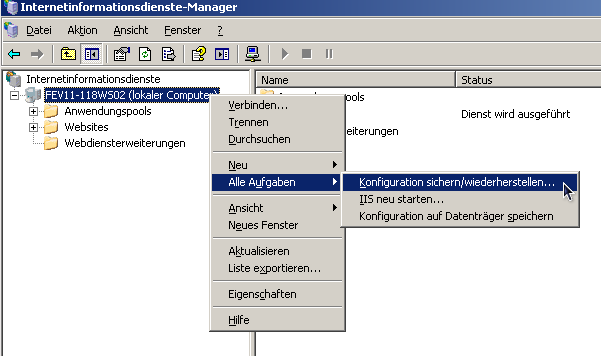 Internetinformationsdienste-Manager
Datei Aktion Ansicht Fenster ?
Internetinformationsdienste
FEV11-118WS02 (lokaler Computer
Anwendungspools
Websites
Webdiensterweiterungen
Name Status
pools
Dienst wird ausgeführt
eiterungen
Verbinden...
Trennen
Durchsuchen
Neu
Alle Aufgaben
Ansicht
Neues Fenster
Aktualisieren
Liste exportieren...
Eigenschaften
Hilfe
Konfiguration sichern/wiederherstellen...
IIS neu starten...
Konfiguration auf Datenträger speichern